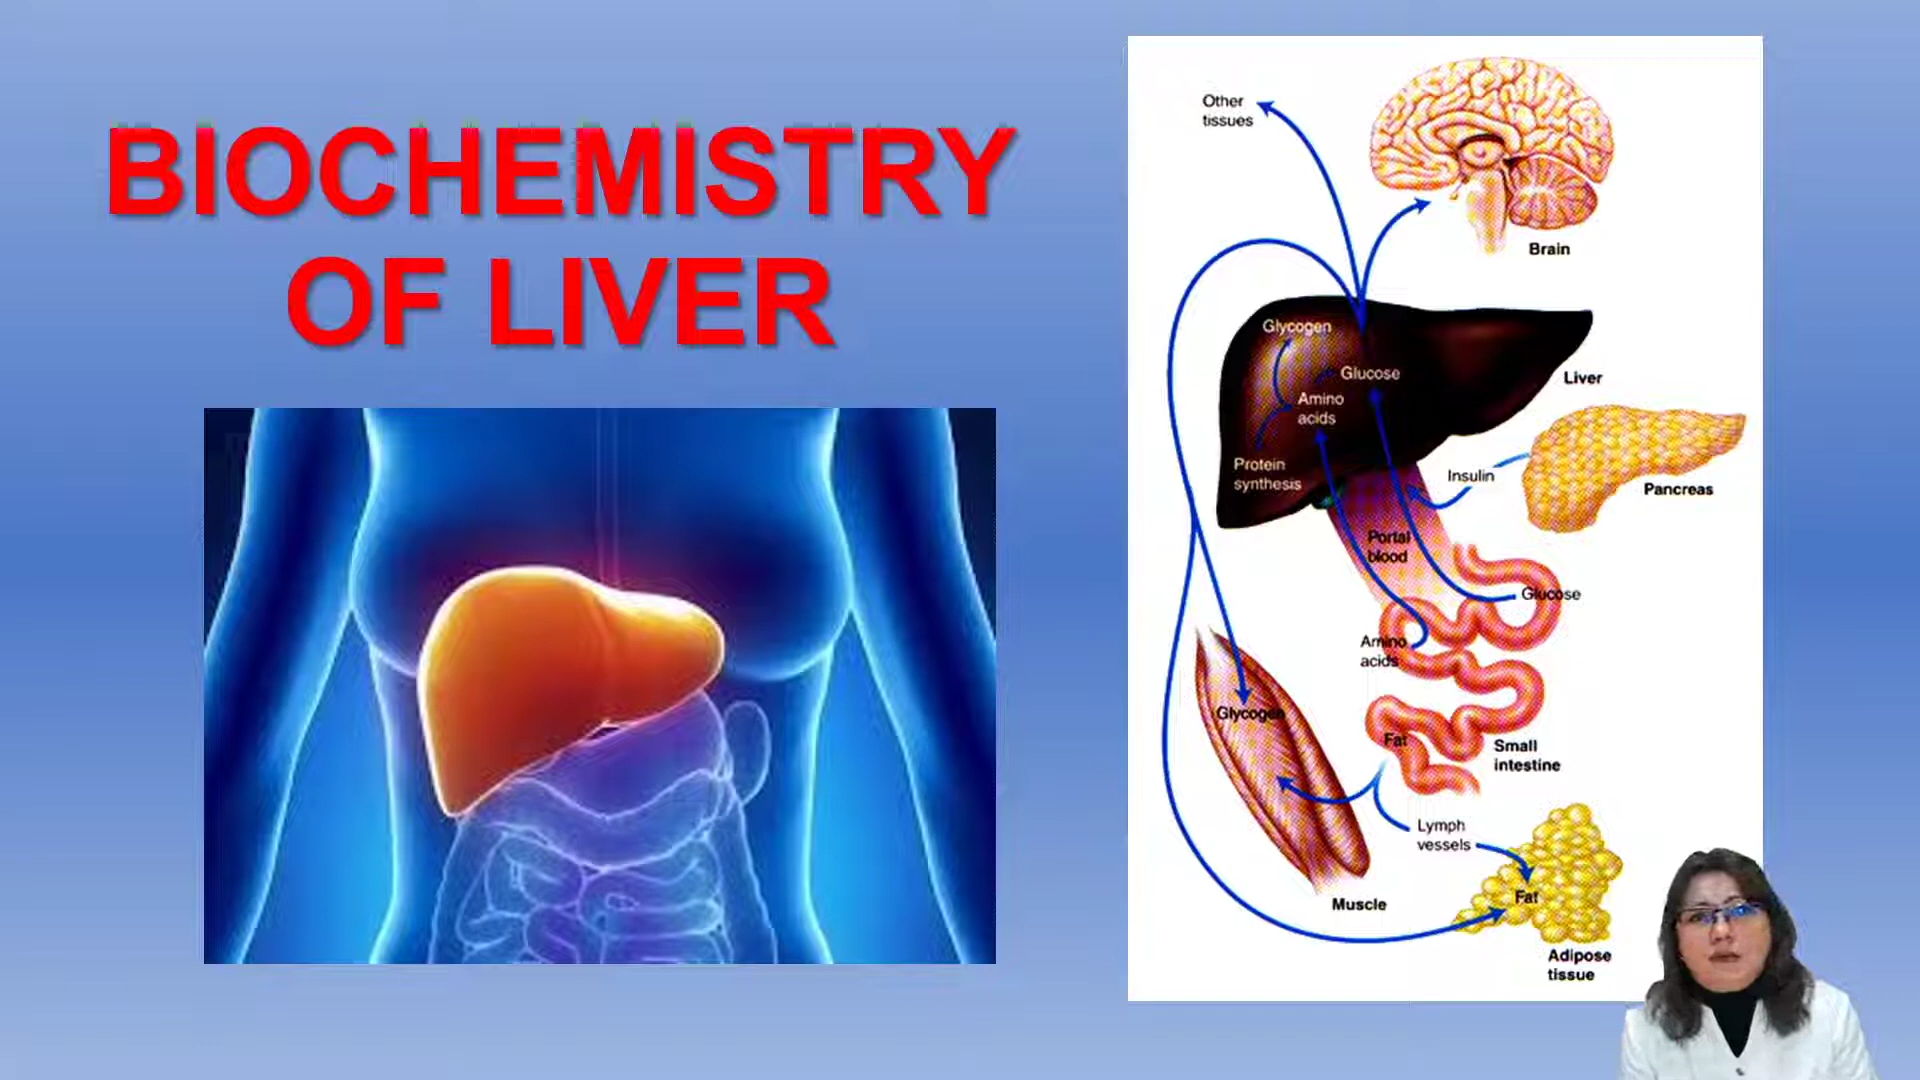 BIOCHEMISTRY
OF LIVER
Other
tissues
Brain
Glycogen
Glucose
Liver
Amino
acids
Protein
synthesis
Insulin
Pancreas
Portal
blood
Glucose
Amino
acids
Glycogen
Fat
Small
intestine
Lymph
vessels
Fat
Muscle
Adipose
tissue